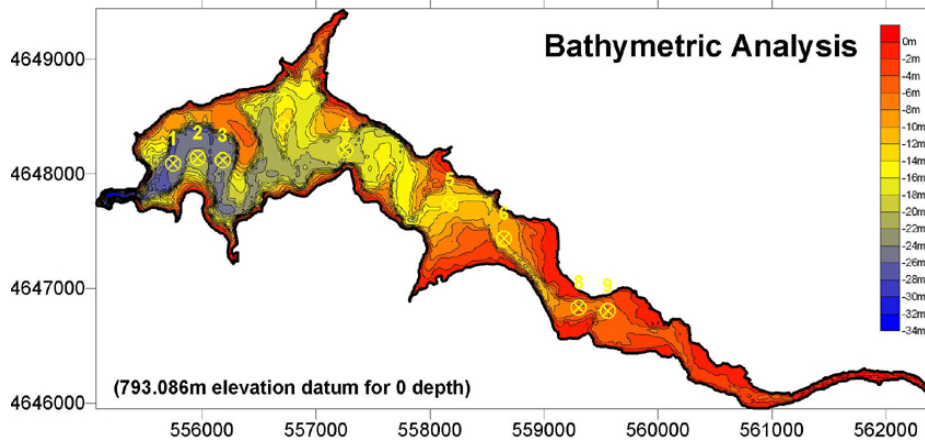 Bathymetric Analysis
4649000
4648000
4647000
4646000
0m
-2m
-4m
-6m
-8m
-10m
-12m
-14m
-16m
-18m
-20m
-22m
-24m
-26m
-28m
-30m
-32m
-34m
1 2 3
4
5
6
8 9
(793.086m elevation datum for 0 depth)
556000 557000 558000 559000 560000 561000 562000